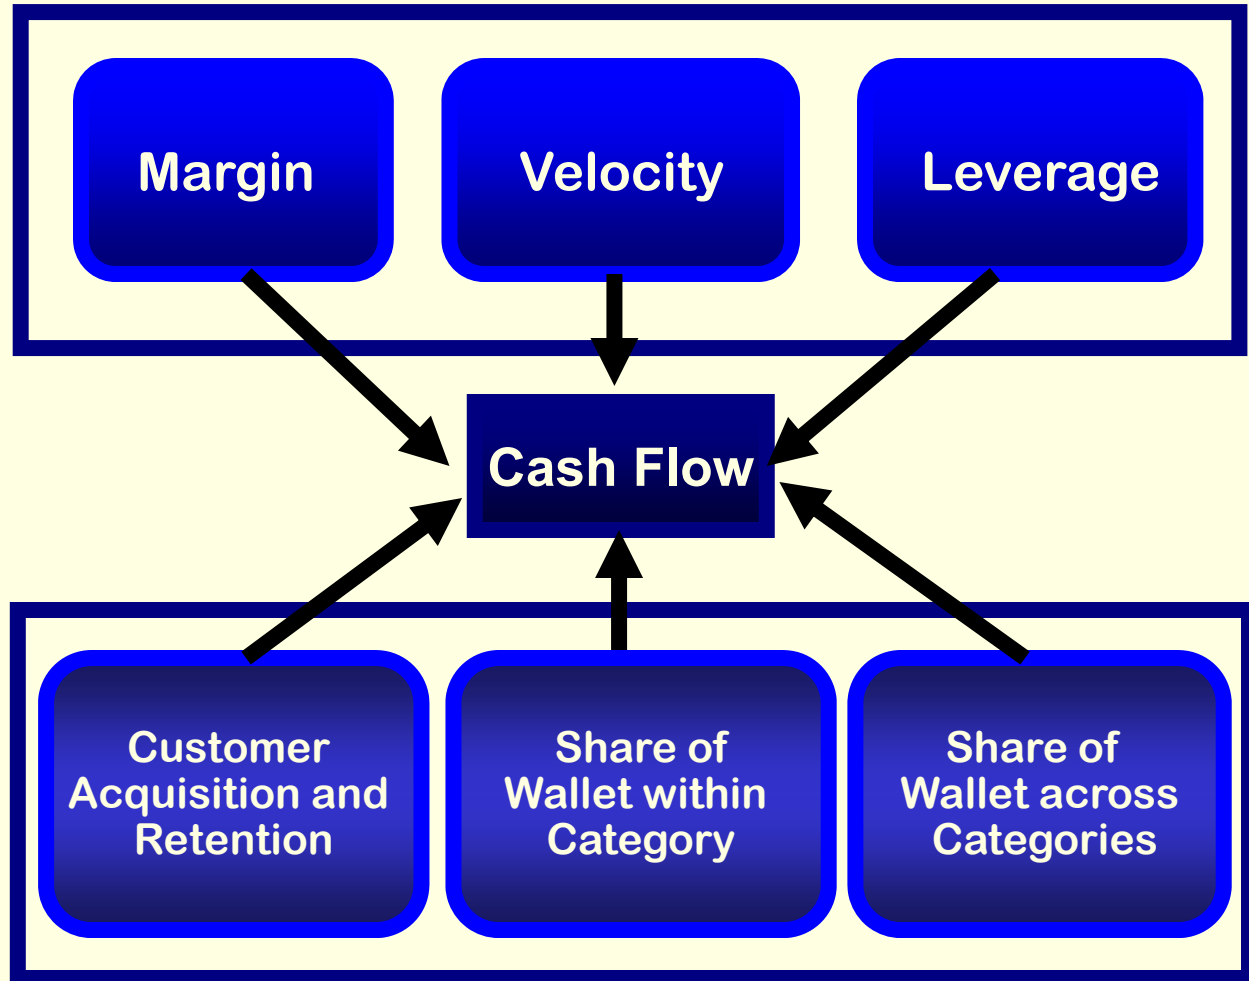 Margin
Velocity
Leverage
Cash Flow
Customer
Acquisition and
Retention
Share of
Wallet within
Category
Share of
Wallet across
Categories